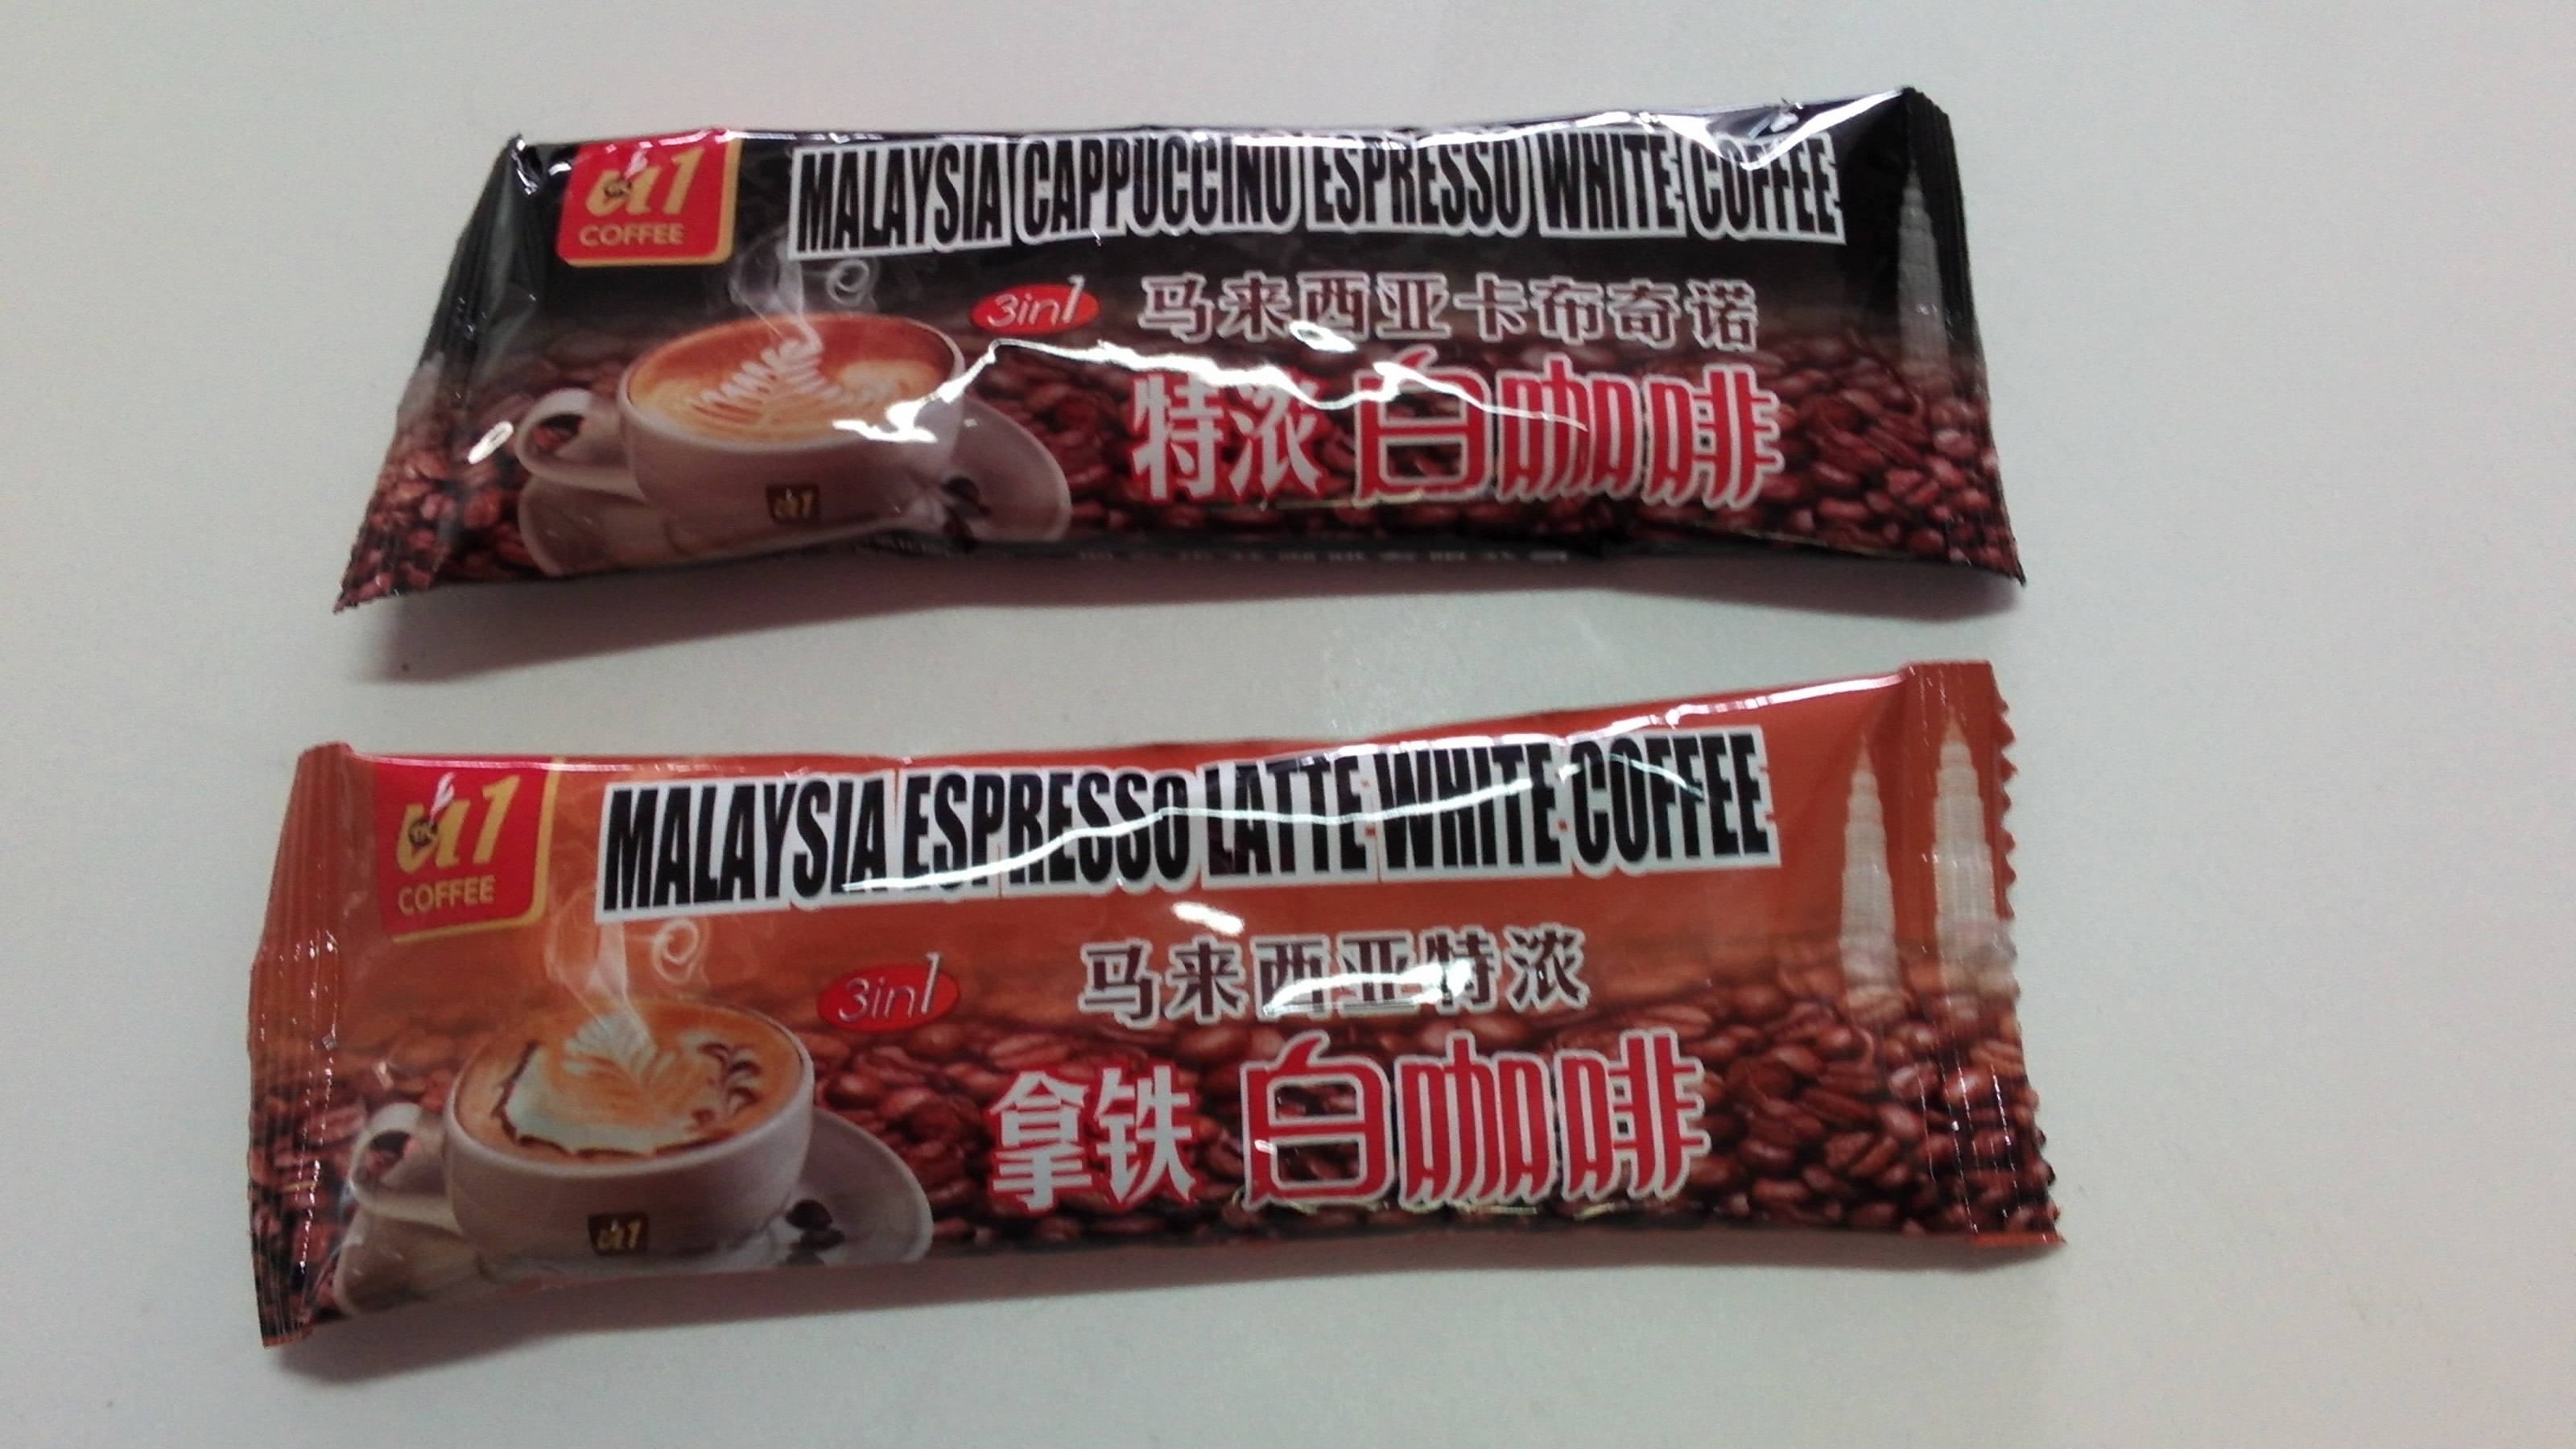 a1
COFFEE
MALAYSIA CAPPUCCINO ESPRESSO WHITE COFFEE
3in1
马来西亚卡布奇诺
特浓白咖啡
a1
a1
COFFEE
MALAYSIA ESPRESSO LATTE WHITE COFFEE
3in1
马来西亚特浓
拿铁白咖啡
a1